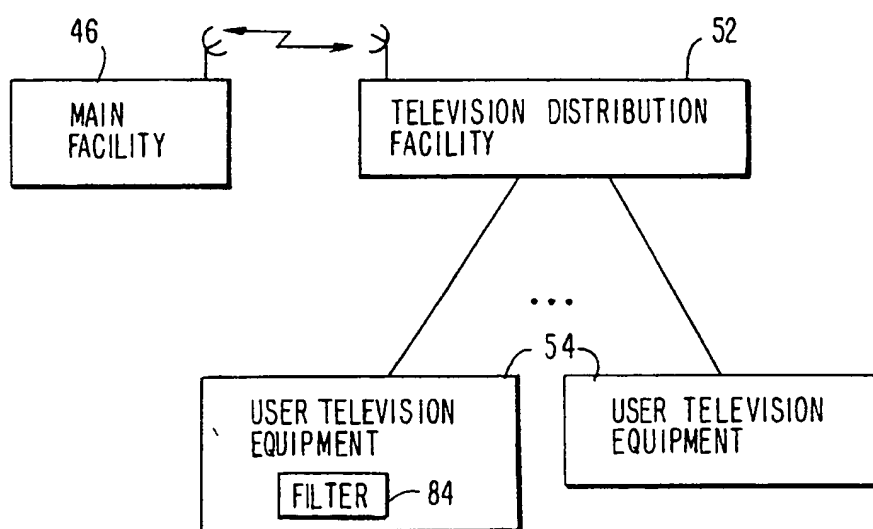 46
52
MAIN
FACILITY
TELEVISION DISTRIBUTION
FACILITY
...
54
USER TELEVISION
EQUIPMENT
FILTER
84
USER TELEVISION
EQUIPMENT